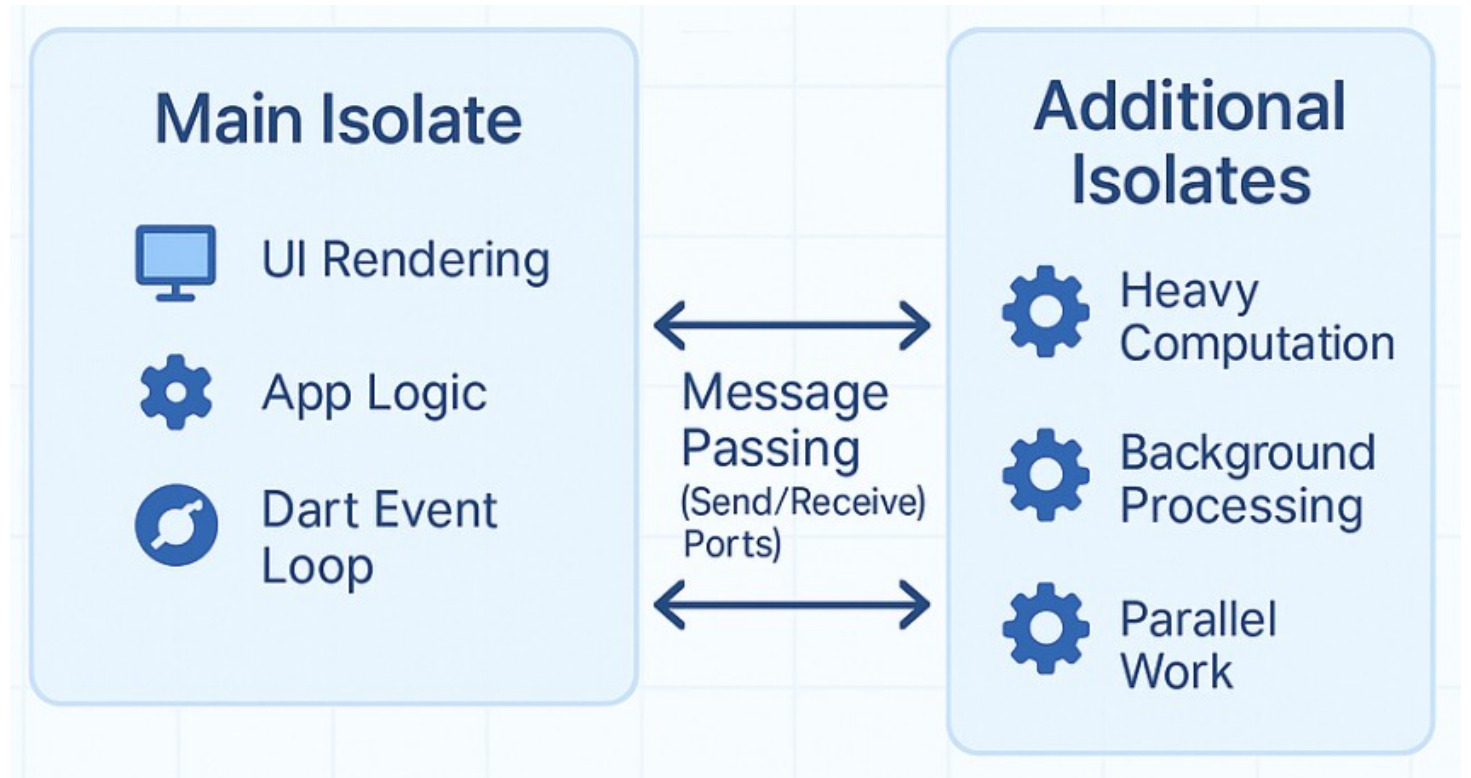 Main Isolate
UI Rendering
App Logic
Dart Event
Loop
Message
Passing
(Send/Receive)
Ports)
Additional
Isolates
Heavy
Computation
Background
Processing
Parallel
Work